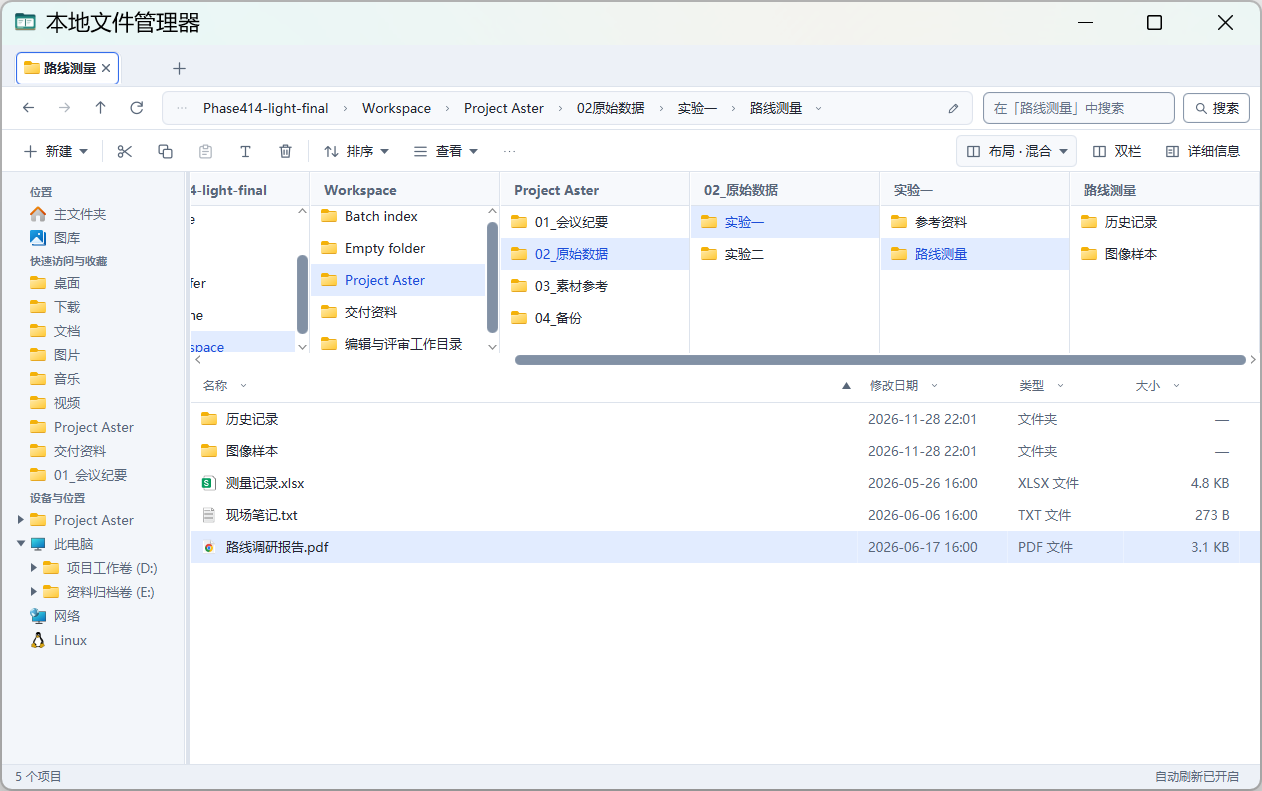 本地文件管理器
路线测量
Phase414-light-final › Workspace › Project Aster › 02原始数据 › 实验一 › 路线测量
在「路线测量」中搜索
搜索
新建
排序
查看
布局 · 混合
双栏
详细信息
位置
主文件夹
图库
快速访问与收藏
桌面
下载
文档
图片
音乐
视频
Project Aster
交付资料
01_会议纪要
设备与位置
Project Aster
此电脑
项目工作卷 (D:)
资料归档卷 (E:)
网络
Linux
4-light-final
space
Workspace
Batch index
Empty folder
Project Aster
交付资料
编辑与评审工作目录
Project Aster
01_会议纪要
02_原始数据
03_素材参考
04_备份
02_原始数据
实验一
实验二
实验一
参考资料
路线测量
路线测量
历史记录
图像样本
名称 修改日期 类型 大小
历史记录 2026-11-28 22:01 文件夹 —
图像样本 2026-11-28 22:01 文件夹 —
测量记录.xlsx 2026-05-26 16:00 XLSX 文件 4.8 KB
现场笔记.txt 2026-06-06 16:00 TXT 文件 273 B
路线调研报告.pdf 2026-06-17 16:00 PDF 文件 3.1 KB
5 个项目
自动刷新已开启